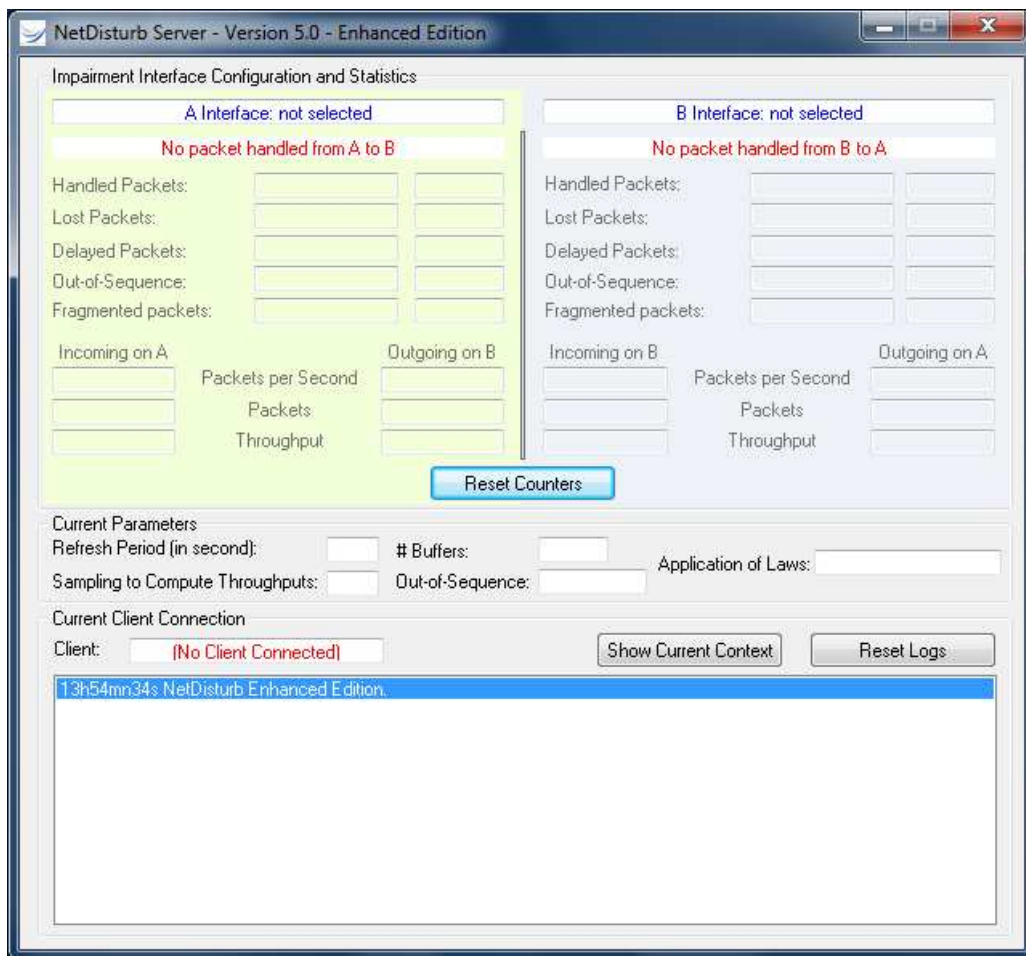 NetDisturb Server - Version 5.0 - Enhanced Edition
Impairment Interface Configuration and Statistics
A Interface: not selected
No packet handled from A to B
Handled Packets:
Lost Packets:
Delayed Packets:
Out-of-Sequence:
Fragmented packets:
Incoming on A Outgoing on B
Packets per Second
Packets
Throughput
B Interface: not selected
No packet handled from B to A
Handled Packets:
Lost Packets:
Delayed Packets:
Out-of-Sequence:
Fragmented packets:
Incoming on B Outgoing on A
Packets per Second
Packets
Throughput
Reset Counters
Current Parameters
Refresh Period (in second): # Buffers:
Application of Laws:
Sampling to Compute Throughputs: Out-of-Sequence:
Current Client Connection
Client: (No Client Connected) Show Current Context Reset Logs
13h54mn34s NetDisturb Enhanced Edition.